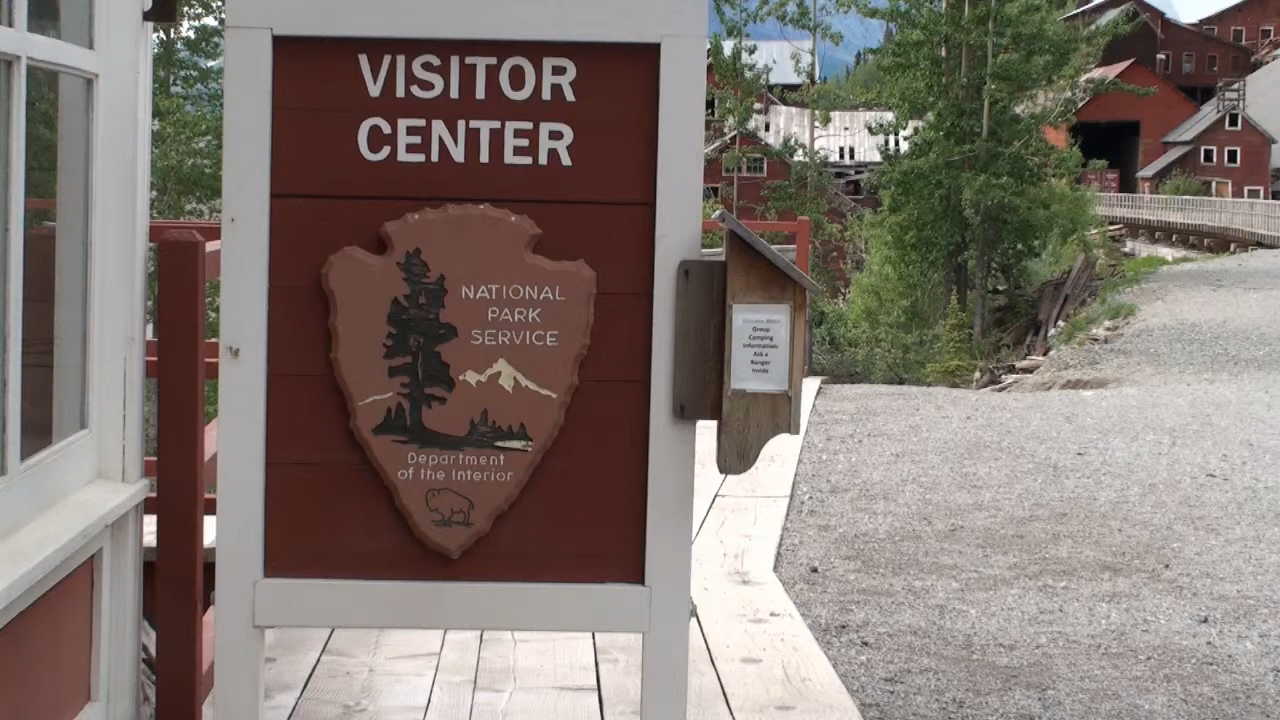 VISITOR
CENTER
NATIONAL
PARK
SERVICE
Department
of the Interior
Group
Camping
Information:
Ask a
Ranger
Inside